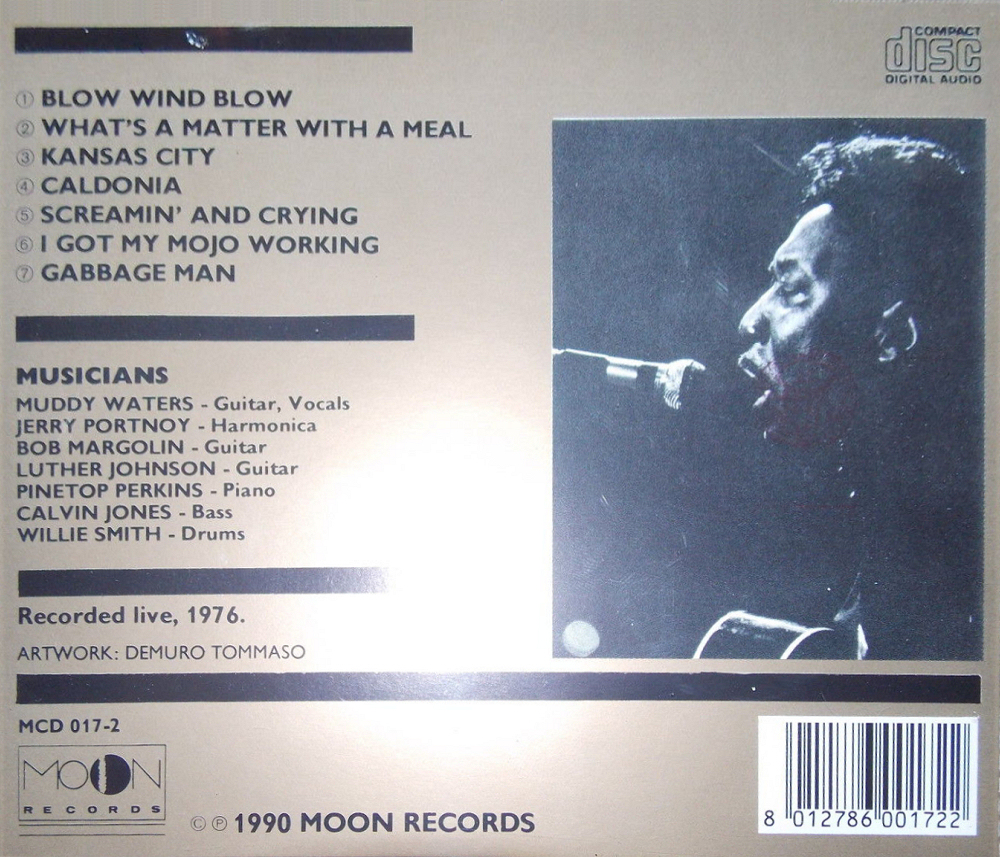 COMPACT
disc
DIGITAL AUDIO
① BLOW WIND BLOW
② WHAT'S A MATTER WITH A MEAL
③ KANSAS CITY
④ CALDONIA
⑤ SCREAMIN' AND CRYING
⑥ I GOT MY MOJO WORKING
⑦ GABBAGE MAN
MUSICIANS
MUDDY WATERS - Guitar, Vocals
JERRY PORTNOY - Harmonica
BOB MARGOLIN - Guitar
LUTHER JOHNSON - Guitar
PINETOP PERKINS - Piano
CALVIN JONES - Bass
WILLIE SMITH - Drums
Recorded live, 1976.
ARTWORK: DEMURO TOMMASO
MCD 017-2
MOON
RECORDS
© ℗ 1990 MOON RECORDS
8 012786 001722